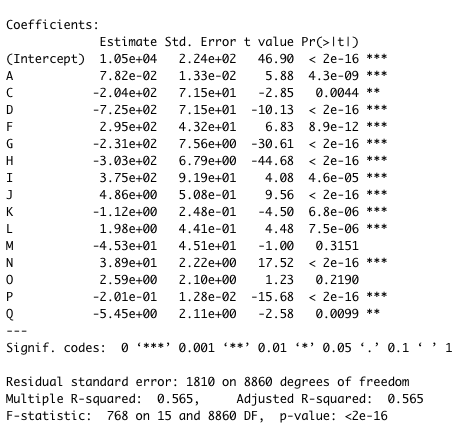 Coefficients:
Estimate Std. Error t value Pr(>|t|)
(Intercept) 1.05e+04 2.24e+02 46.90 < 2e-16 ***
A 7.82e-02 1.33e-02 5.88 4.3e-09 ***
C -2.04e+02 7.15e+01 -2.85 0.0044 **
D -7.25e+02 7.15e+01 -10.13 < 2e-16 ***
F 2.95e+02 4.32e+01 6.83 8.9e-12 ***
G -2.31e+02 7.56e+00 -30.61 < 2e-16 ***
H -3.03e+02 6.79e+00 -44.68 < 2e-16 ***
I 3.75e+02 9.19e+01 4.08 4.6e-05 ***
J 4.86e+00 5.08e-01 9.56 < 2e-16 ***
K -1.12e+00 2.48e-01 -4.50 6.8e-06 ***
L 1.98e+00 4.41e-01 4.48 7.5e-06 ***
M -4.53e+01 4.51e+01 -1.00 0.3151
N 3.89e+01 2.22e+00 17.52 < 2e-16 ***
O 2.59e+00 2.10e+00 1.23 0.2190
P -2.01e-01 1.28e-02 -15.68 < 2e-16 ***
Q -5.45e+00 2.11e+00 -2.58 0.0099 **
---
Signif. codes: 0 ‘***’ 0.001 ‘**’ 0.01 ‘*’ 0.05 ‘.’ 0.1 ‘ ’ 1
Residual standard error: 1810 on 8860 degrees of freedom
Multiple R-squared: 0.565, Adjusted R-squared: 0.565
F-statistic: 768 on 15 and 8860 DF, p-value: <2e-16